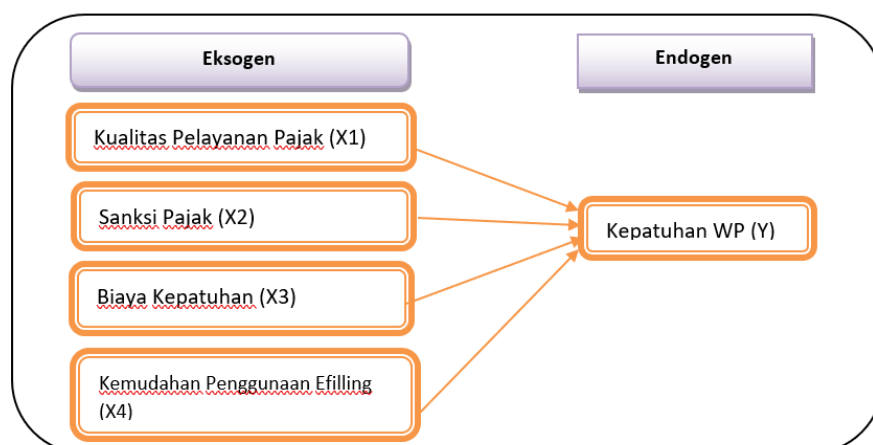 Eksogen
Endogen
Kualitas Pelayanan Pajak (X1)
Sanksi Pajak (X2)
Kepatuhan WP (Y)
Biaya Kepatuhan (X3)
Kemudahan Penggunaan Efilling
(X4)